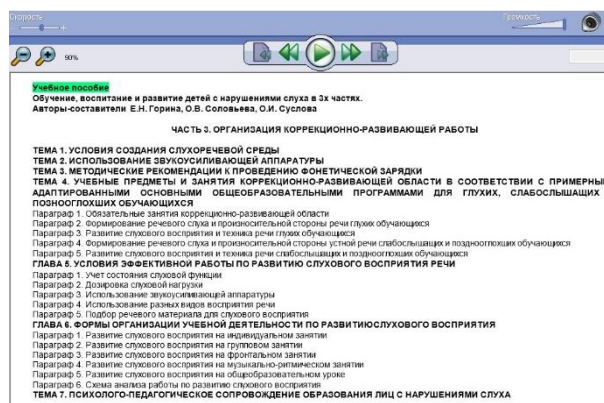 Скорость
Громкость
90%
Учебное пособие
Обучение, воспитание и развитие детей с нарушениями слуха в 3х частях.
Авторы-составители Е.Н. Горина, О.В. Соловьева, О.И. Суслова
ЧАСТЬ 3. ОРГАНИЗАЦИЯ КОРРЕКЦИОННО-РАЗВИВАЮЩЕЙ РАБОТЫ
ТЕМА 1. УСЛОВИЯ СОЗДАНИЯ СЛУХОРЕЧЕВОЙ СРЕДЫ
ТЕМА 2. ИСПОЛЬЗОВАНИЕ ЗВУКОУСИЛИВАЮЩЕЙ АППАРАТУРЫ
ТЕМА 3. МЕТОДИЧЕСКИЕ РЕКОМЕНДАЦИИ К ПРОВЕДЕНИЮ ФОНЕТИЧЕСКОЙ ЗАРЯДКИ
ТЕМА 4. УЧЕБНЫЕ ПРЕДМЕТЫ И ЗАНЯТИЯ КОРРЕКЦИОННО-РАЗВИВАЮЩЕЙ ОБЛАСТИ В СООТВЕТСТВИИ С ПРИМЕРНЫМ
АДАПТИРОВАННЫМИ ОСНОВНЫМИ ОБЩЕОБРАЗОВАТЕЛЬНЫМИ ПРОГРАММАМИ ДЛЯ ГЛУХИХ, СЛАБОСЛЫШАЩИХ
ПОЗНООГЛОХШИХ ОБУЧАЮЩИХСЯ
Параграф 1. Обязательные занятия коррекционно-развивающей области
Параграф 2. Формирование речевого слуха и произносительной стороны речи глухих обучающихся
Параграф 3. Развитие слухового восприятия и техника речи глухих обучающихся
Параграф 4. Формирование речевого слуха и произносительной стороны устной речи слабослышащих и позднооглохших обучающихся
Параграф 5. Развитие слухового восприятия и техника речи слабослышащих и позднооглохших обучающихся
ГЛАВА 5. УСЛОВИЯ ЭФФЕКТИВНОЙ РАБОТЫ ПО РАЗВИТИЮ СЛУХОВОГО ВОСПРИЯТИЯ РЕЧИ
Параграф 1. Учет состояния слуховой функции
Параграф 2. Дозировка слуховой нагрузки
Параграф 3. Использование звукоусиливающей аппаратуры
Параграф 4. Использование разных видов восприятия речи
Параграф 5. Подбор речевого материала для слухового восприятия
ГЛАВА 6. ФОРМЫ ОРГАНИЗАЦИИ УЧЕБНОЙ ДЕЯТЕЛЬНОСТИ ПО РАЗВИТИЮСЛУХОВОГО ВОСПРИЯТИЯ
Параграф 1. Развитие слухового восприятия на индивидуальном занятии
Параграф 2. Развитие слухового восприятия на групповом занятии
Параграф 3. Развитие слухового восприятия на фронтальном занятии
Параграф 4. Развитие слухового восприятия на музыкально-ритмическом занятии
Параграф 5. Развитие слухового восприятия на общеобразовательном уроке
Параграф 6. Схема анализа работы по развитию слухового восприятия
ТЕМА 7. ПСИХОЛОГО-ПЕДАГОГИЧЕСКОЕ СОПРОВОЖДЕНИЕ ОБРАЗОВАНИЯ ЛИЦ С НАРУШЕНИЯМИ СЛУХА